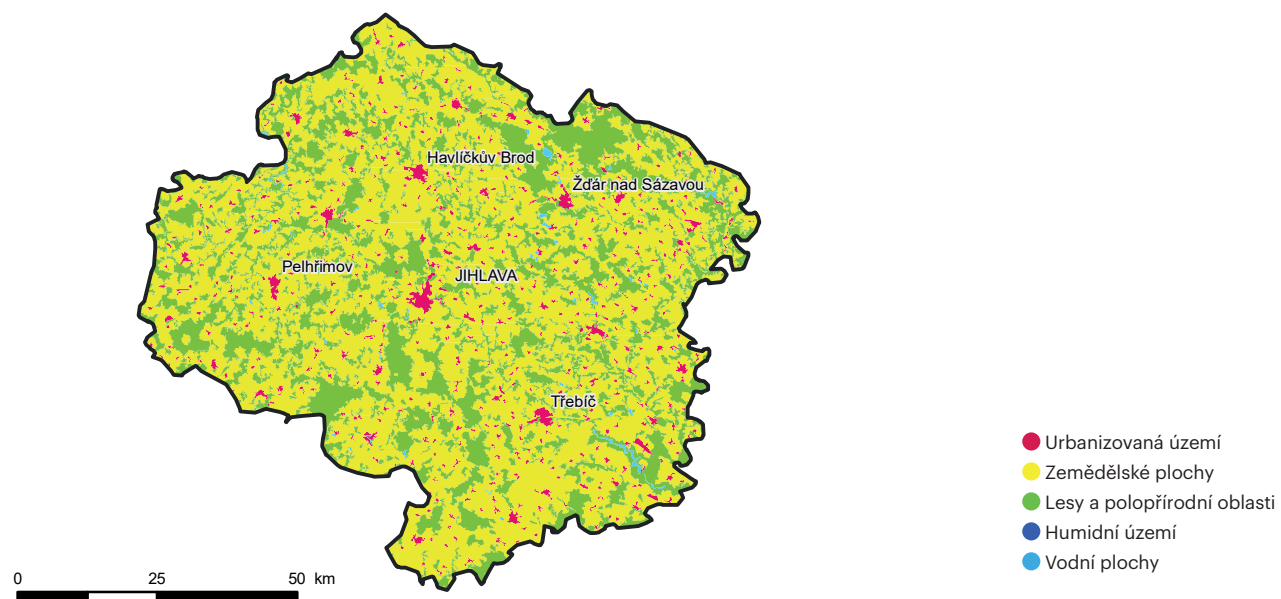 Havlíčkův Brod
Žďár nad Sázavou
Pelhřimov
JIHLAVA
Třebíč
Urbanizovaná území
Zemědělské plochy
Lesy a polopřírodní oblasti
Humidní území
Vodní plochy
0 25 50 km